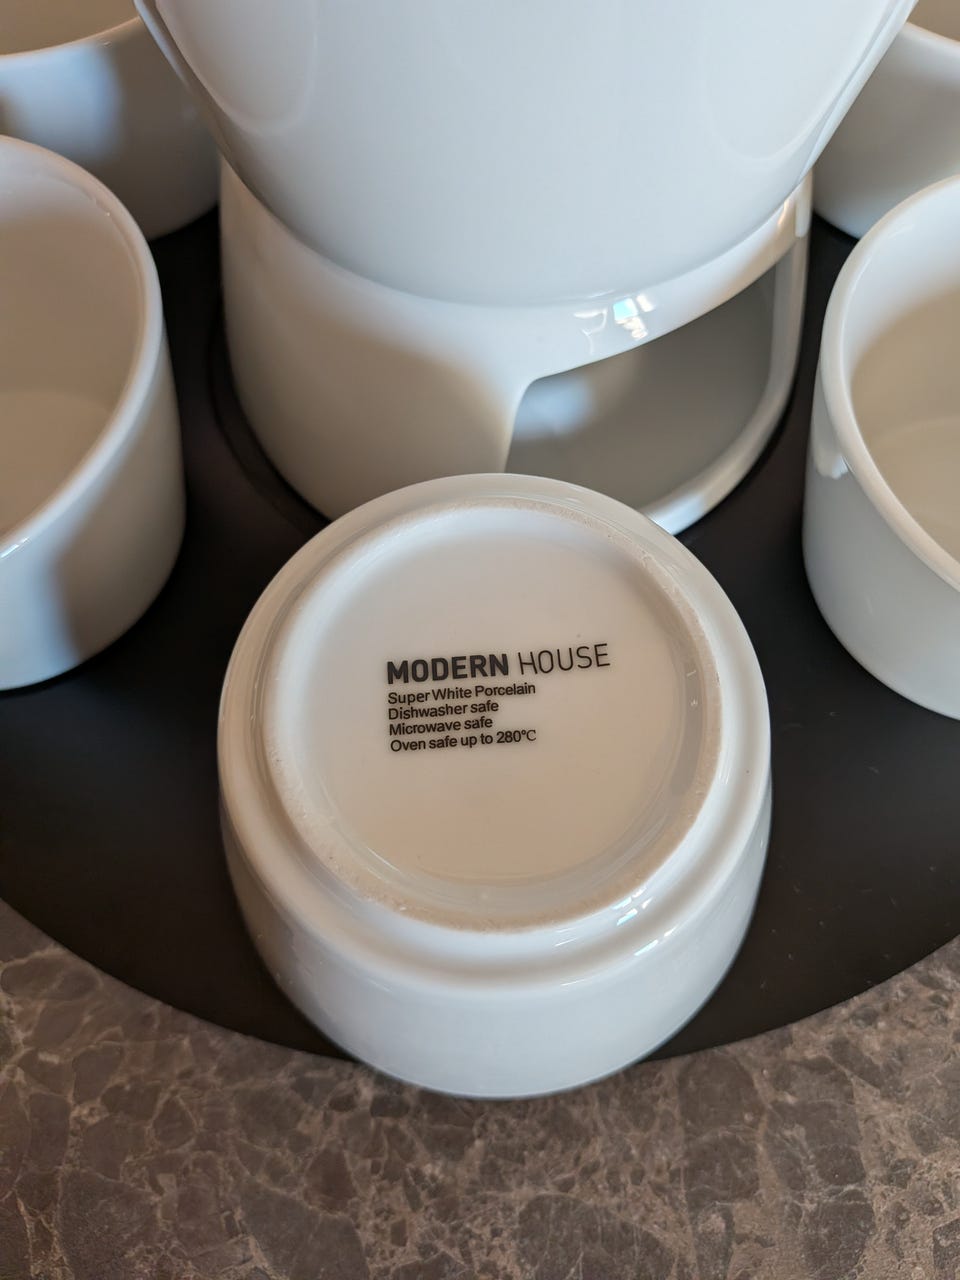 MODERN HOUSE
Super White Porcelain
Dishwasher safe
Microwave safe
Oven safe up to 280°C